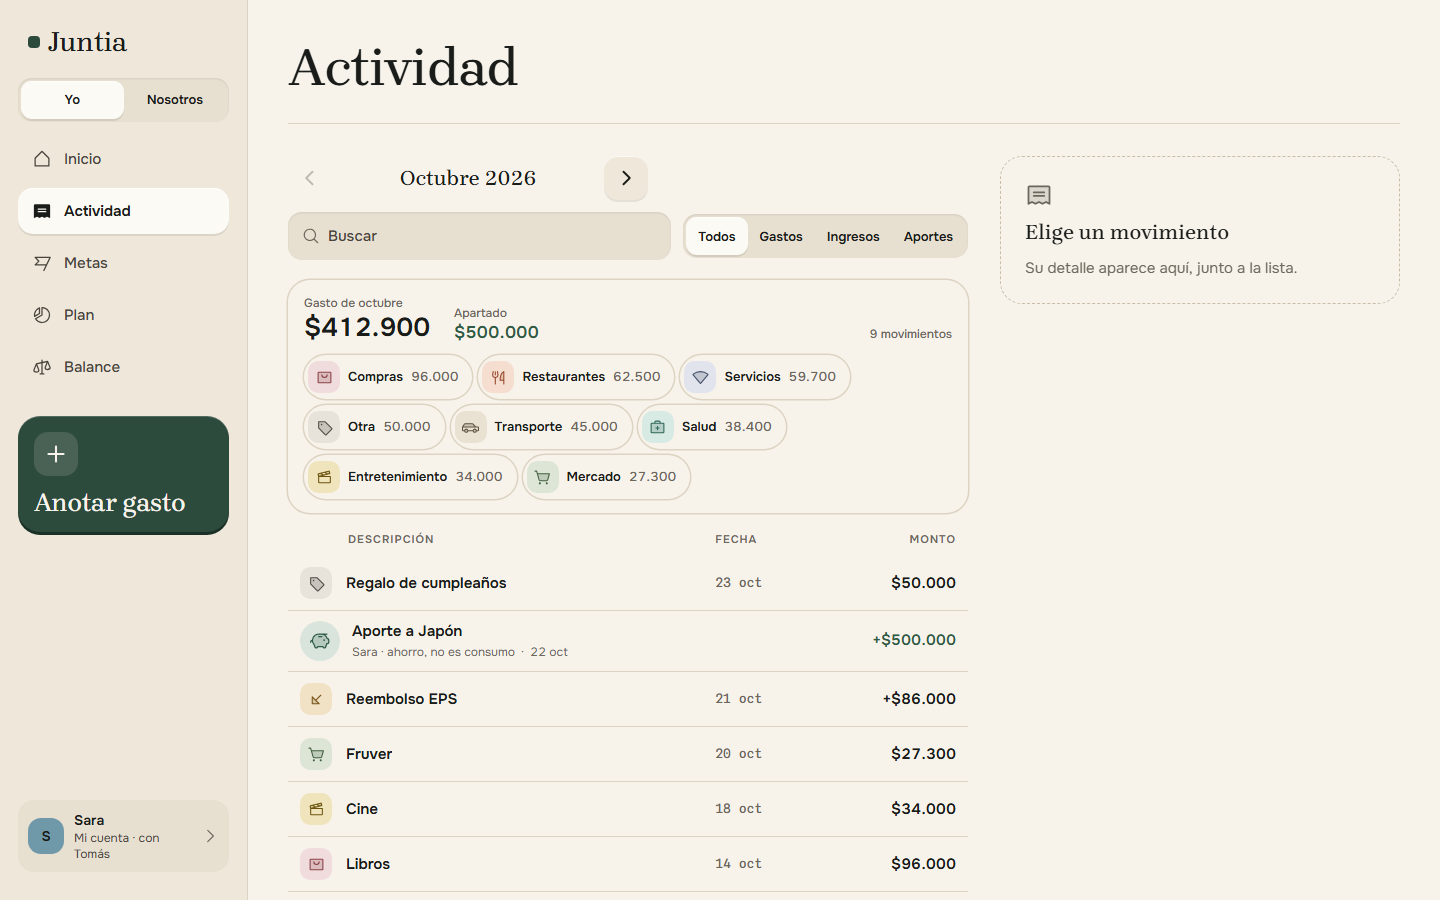 Juntia
Yo
Nosotros
Inicio
Actividad
Metas
Plan
Balance
Anotar gasto
S
Sara
Mi cuenta · con
Tomás
Actividad
Octubre 2026
Buscar
Todos
Gastos
Ingresos
Aportes
Gasto de octubre
$412.900
Apartado
$500.000
9 movimientos
Compras 96.000
Restaurantes 62.500
Servicios 59.700
Otra 50.000
Transporte 45.000
Salud 38.400
Entretenimiento 34.000
Mercado 27.300
DESCRIPCIÓN FECHA MONTO
Regalo de cumpleaños 23 oct $50.000
Aporte a Japón +$500.000
Sara · ahorro, no es consumo · 22 oct
Reembolso EPS 21 oct +$86.000
Fruver 20 oct $27.300
Cine 18 oct $34.000
Libros 14 oct $96.000
Elige un movimiento
Su detalle aparece aquí, junto a la lista.